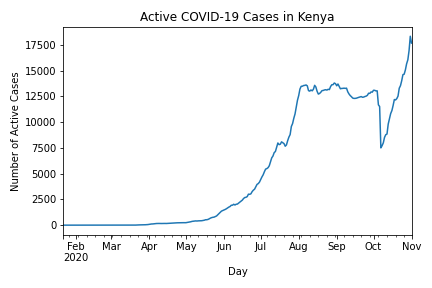 Active COVID-19 Cases in Kenya
Number of Active Cases
17500
15000
12500
10000
7500
5000
2500
0
Feb Mar Apr May Jun Jul Aug Sep Oct Nov
2020
Day